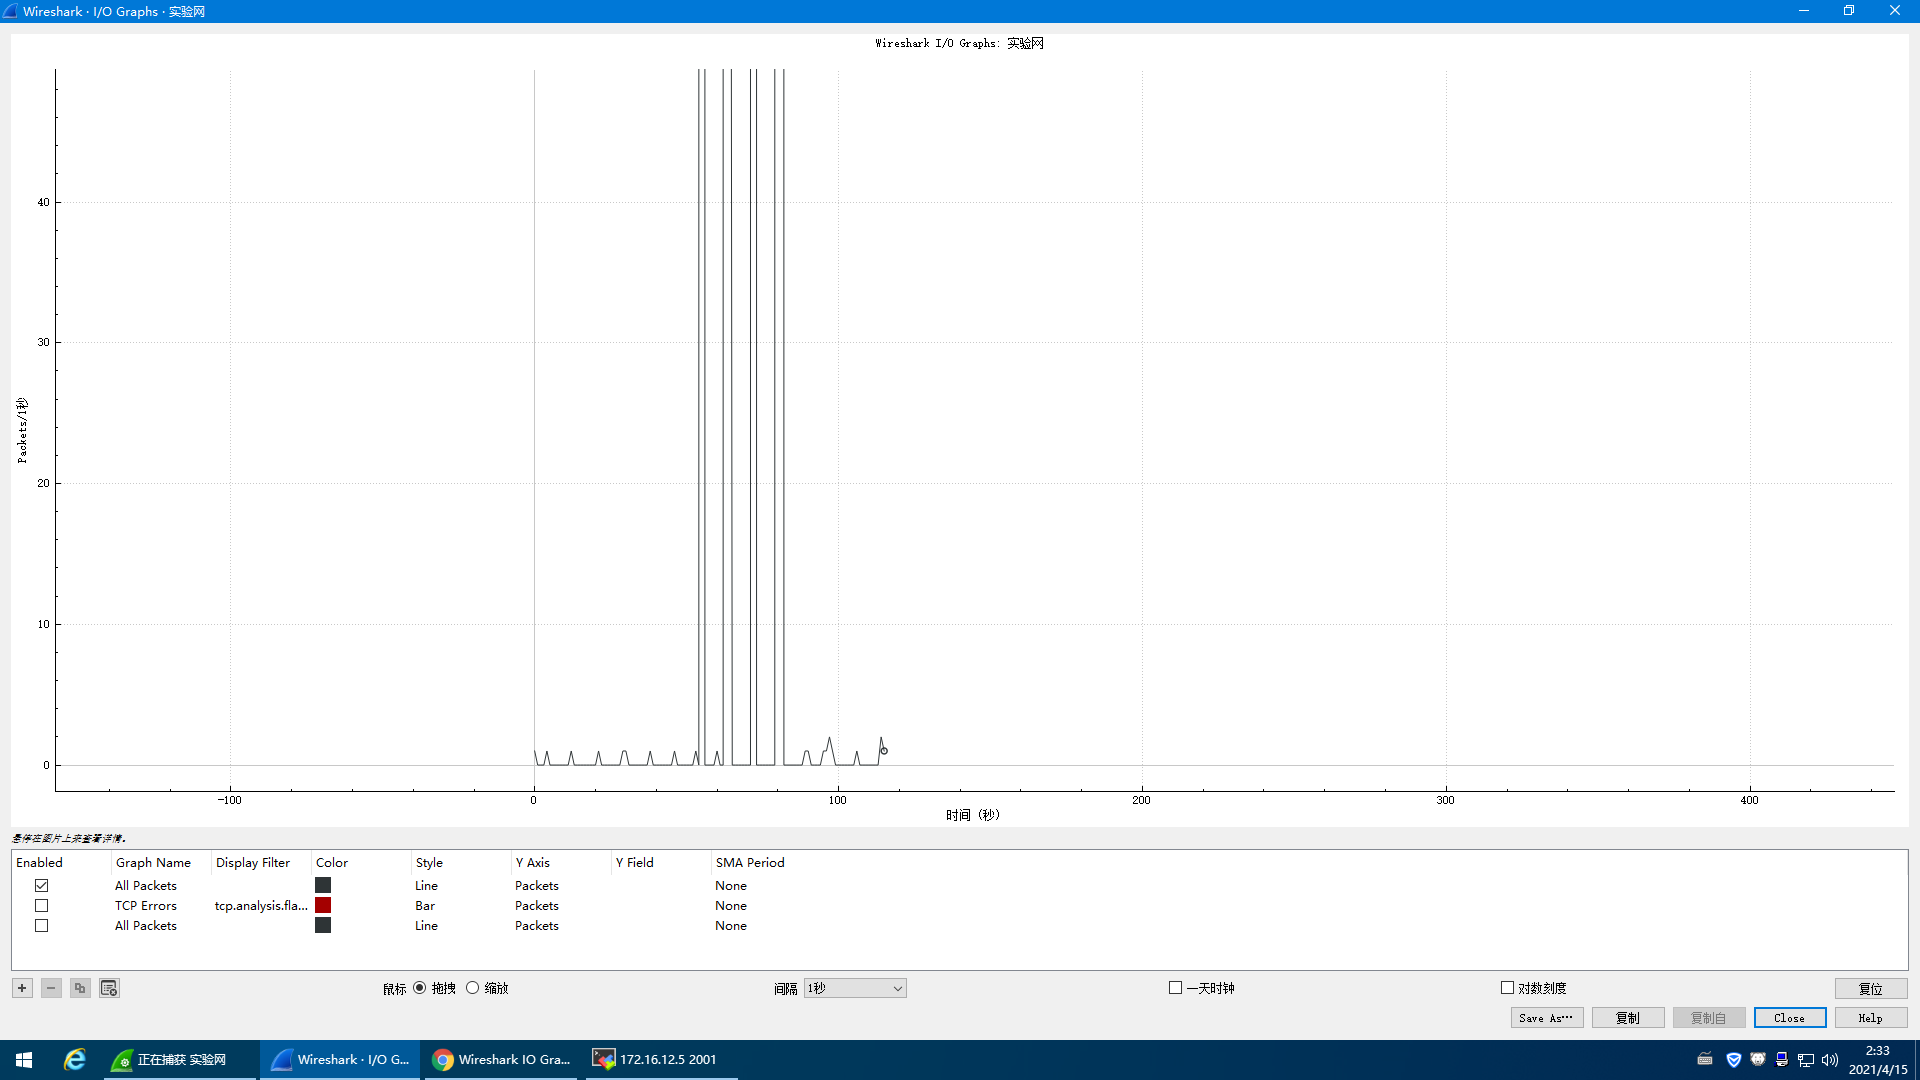 Wireshark · I/O Graphs · 实验网
Wireshark I/O Graphs: 实验网
40
30
20
10
0
Packets/1秒
-100
0
100
200
300
400
时间 (秒)
悬停在图片上来查看详情。
Enabled Graph Name Display Filter Color Style Y Axis Y Field SMA Period
All Packets Line Packets None
TCP Errors tcp.analysis.fla... Bar Packets None
All Packets Line Packets None
鼠标 拖拽 缩放 间隔 1秒 一天时钟 对数刻度 复位
Save As… 复制 复制自 Close Help
正在捕获 实验网 Wireshark · I/O G... Wireshark IO Gra... 172.16.12.5 2001
2:33
2021/4/15